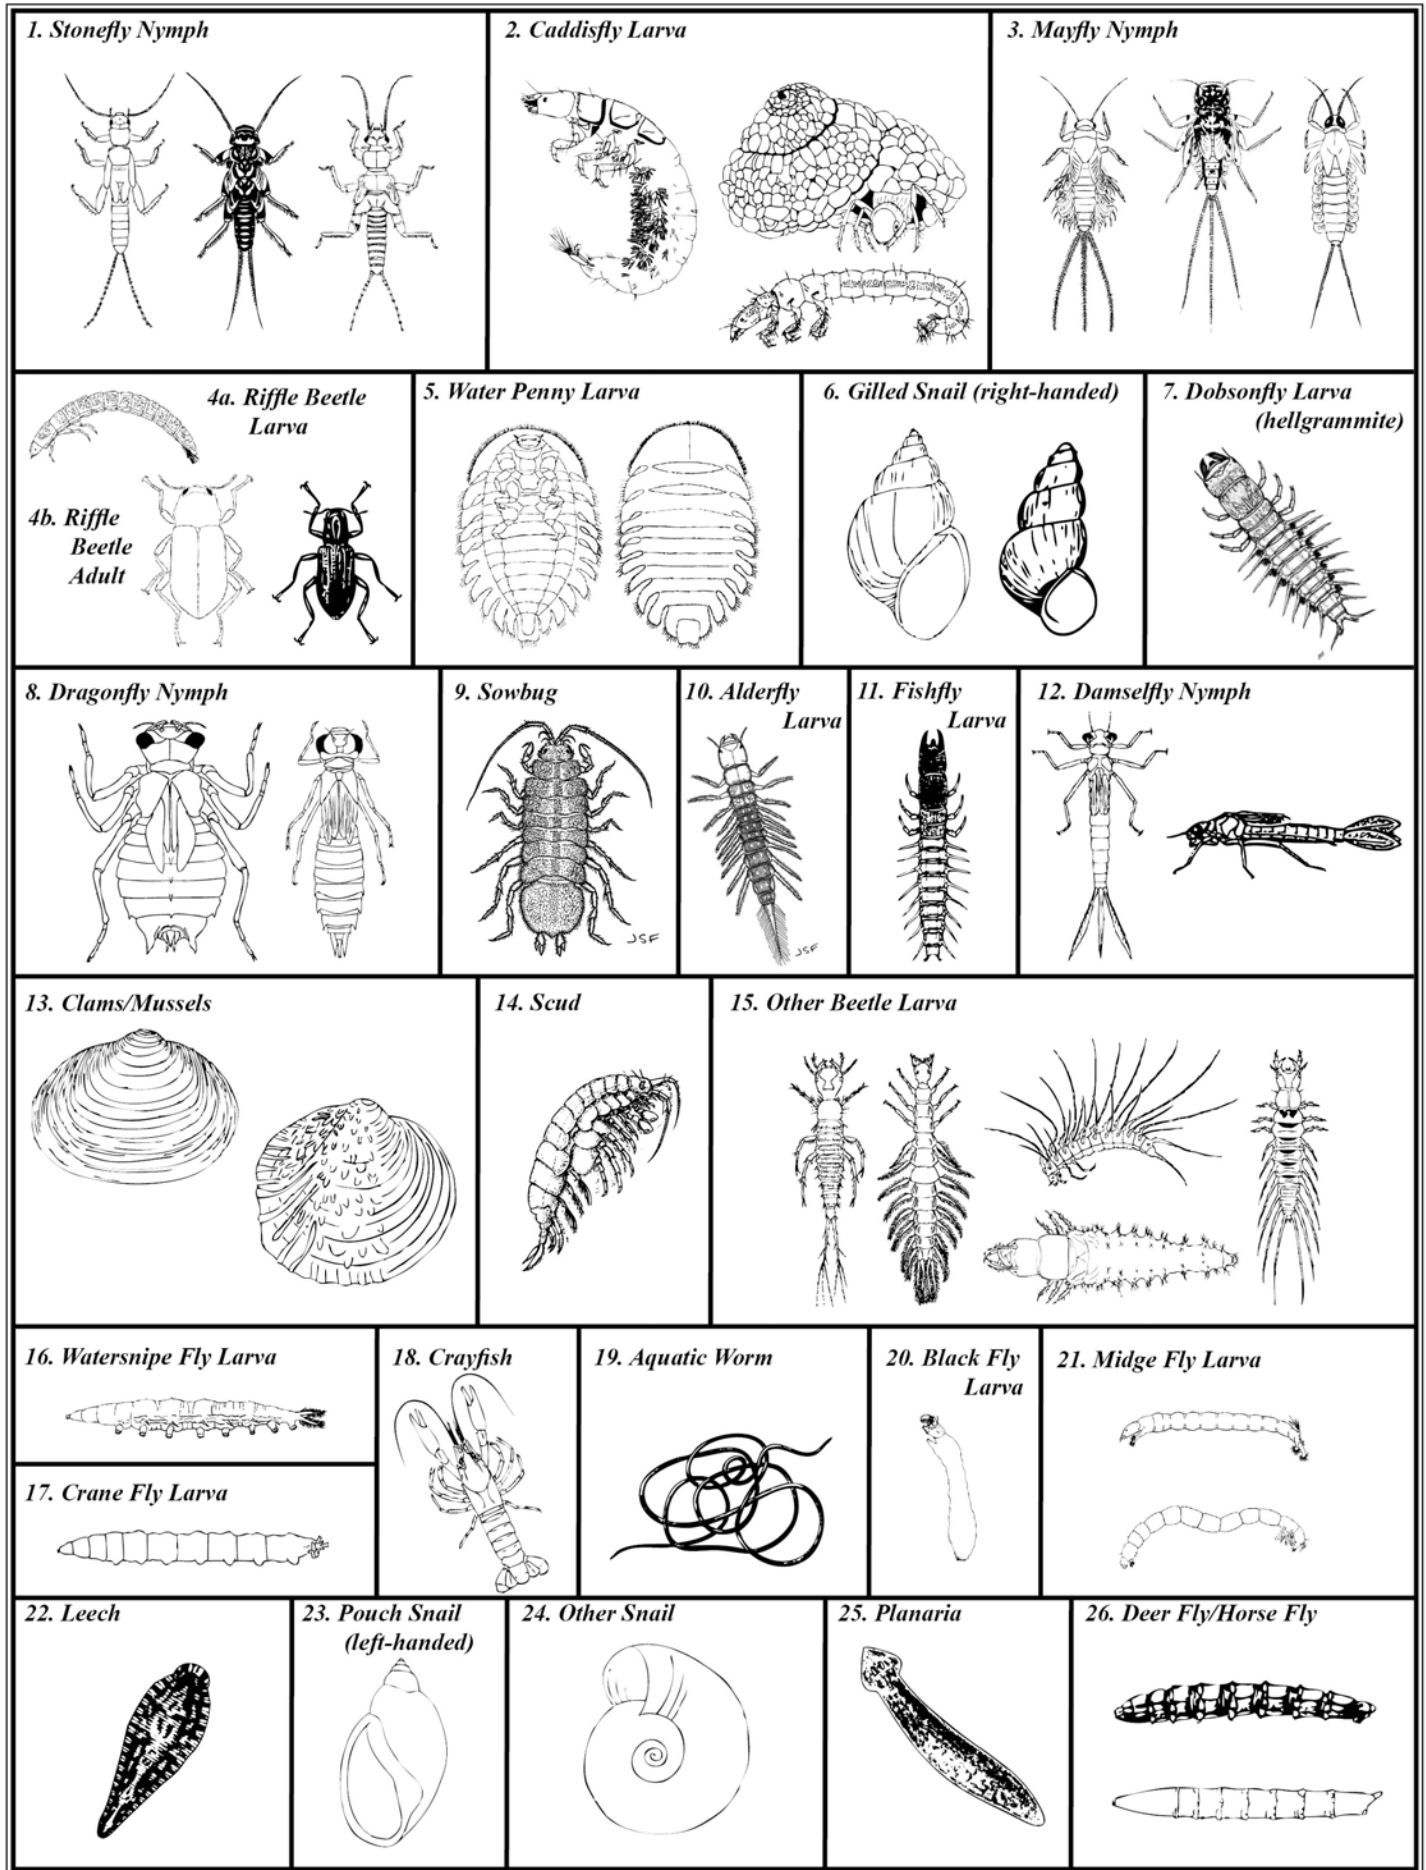 1. Stonefly Nymph
2. Caddisfly Larva
3. Mayfly Nymph
4a. Riffle Beetle
Larva
4b. Riffle
Beetle
Adult
5. Water Penny Larva
6. Gilled Snail (right-handed)
7. Dobsonfly Larva
(hellgrammite)
8. Dragonfly Nymph
9. Sowbug
JSF
10. Alderfly
Larva
JSF
11. Fishfly
Larva
12. Damselfly Nymph
13. Clams/Mussels
14. Scud
15. Other Beetle Larva
16. Watersnipe Fly Larva
17. Crane Fly Larva
18. Crayfish
19. Aquatic Worm
20. Black Fly
Larva
21. Midge Fly Larva
22. Leech
23. Pouch Snail
(left-handed)
24. Other Snail
25. Planaria
26. Deer Fly/Horse Fly